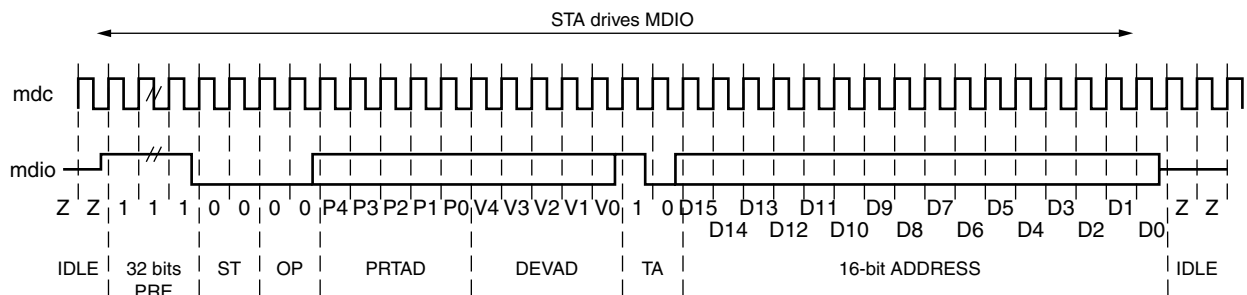 STA drives MDIO
mdc
mdio
Z Z 1 1 1 0 0 0 0 P4 P3 P2 P1 P0 V4 V3 V2 V1 V0 1 0 D15 D13 D11 D9 D7 D5 D3 D1 Z Z
D14 D12 D10 D8 D6 D4 D2 D0
IDLE 32 bits ST OP PRTAD DEVAD TA 16-bit ADDRESS IDLE
PRE